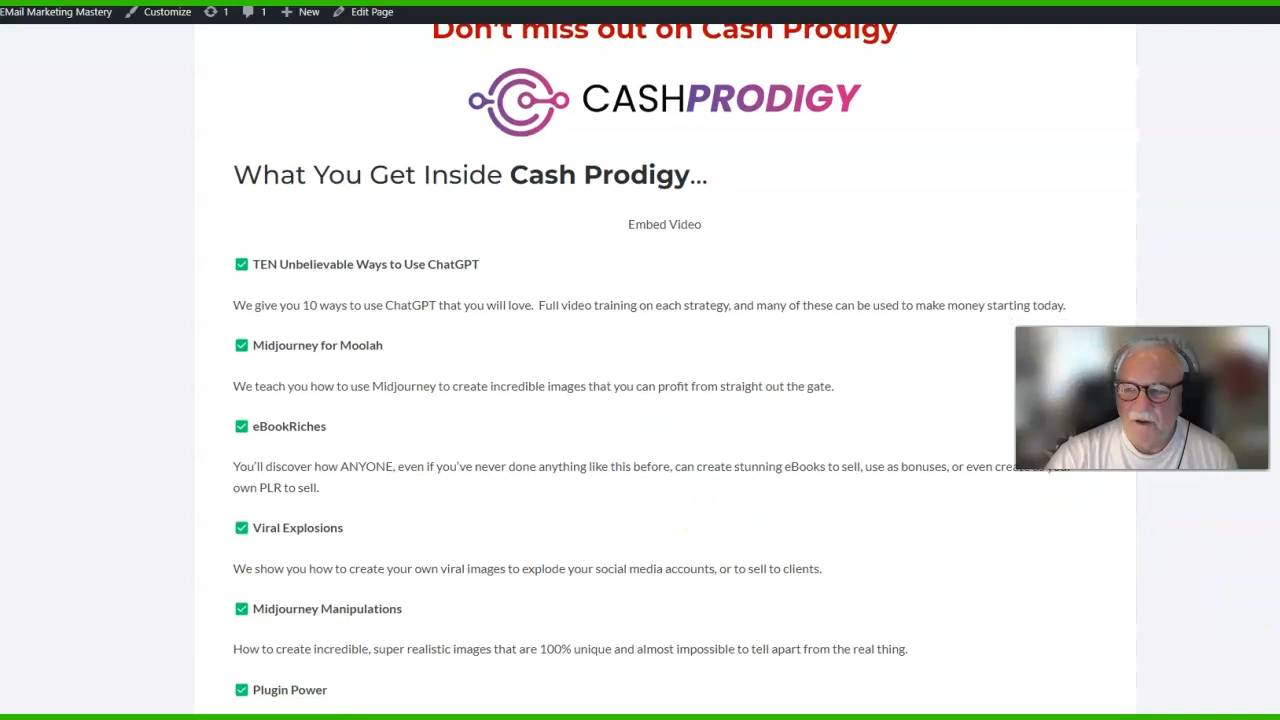 EMail Marketing Mastery Customize 1 1 New Edit Page
Don't miss out on Cash Prodigy
CASHPRODIGY
What You Get Inside Cash Prodigy...
Embed Video
TEN Unbelievable Ways to Use ChatGPT
We give you 10 ways to use ChatGPT that you will love. Full video training on each strategy, and many of these can be used to make money starting today.
Midjourney for Moolah
We teach you how to use Midjourney to create incredible images that you can profit from straight out the gate.
eBookRiches
You'll discover how ANYONE, even if you've never done anything like this before, can create stunning eBooks to sell, use as bonuses, or even
own PLR to sell.
Viral Explosions
We show you how to create your own viral images to explode your social media accounts, or to sell to clients.
Midjourney Manipulations
How to create incredible, super realistic images that are 100% unique and almost impossible to tell apart from the real thing.
Plugin Power